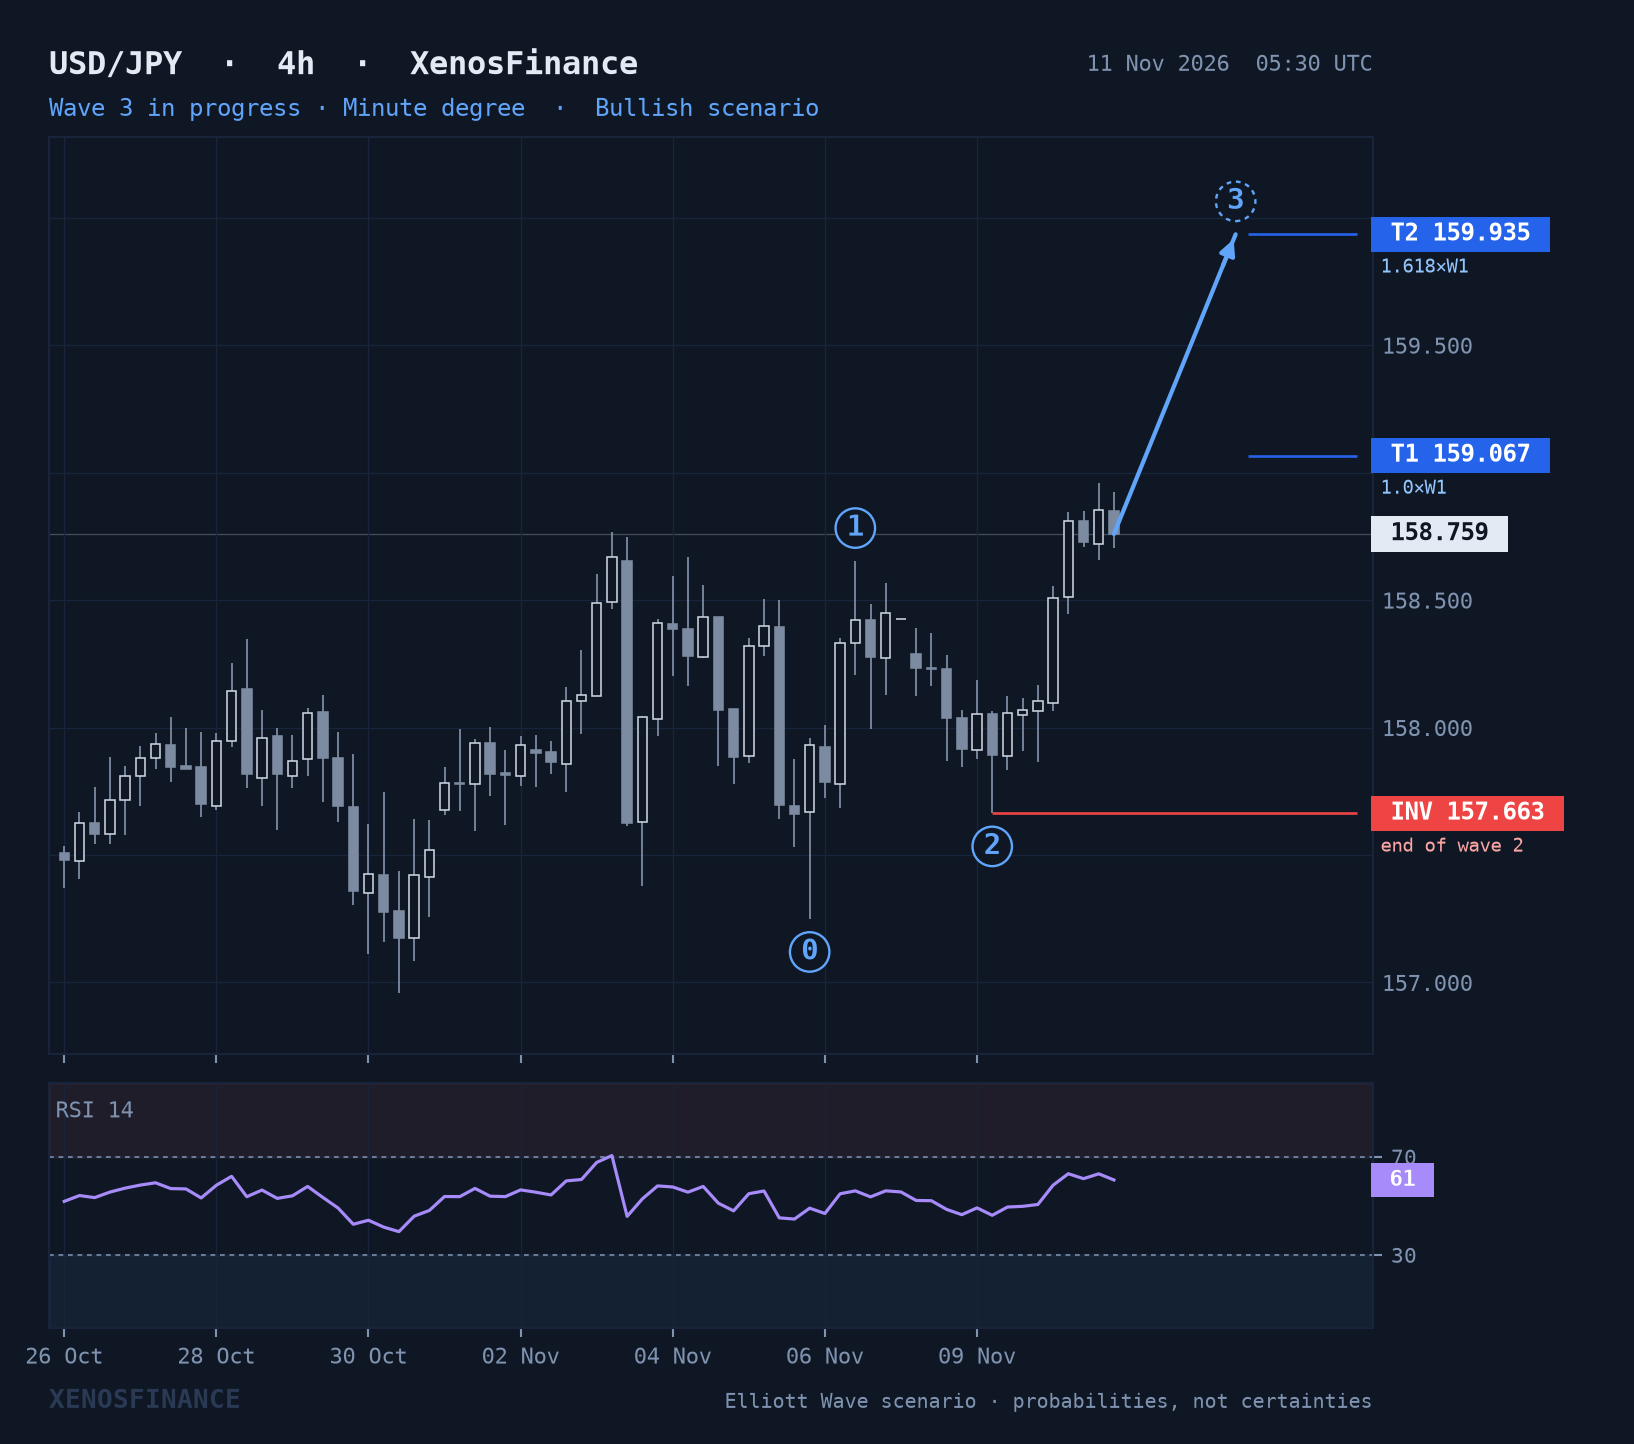 USD/JPY · 4h · XenosFinance
11 Nov 2026 05:30 UTC
Wave 3 in progress · Minute degree · Bullish scenario
3
T2 159.935
1.618×W1
159.500
T1 159.067
1.0×W1
1
158.759
158.500
158.000
INV 157.663
2
end of wave 2
0
157.000
RSI 14
70
61
30
26 Oct
28 Oct
30 Oct
02 Nov
04 Nov
06 Nov
09 Nov
XENOSFINANCE
Elliott Wave scenario · probabilities, not certainties